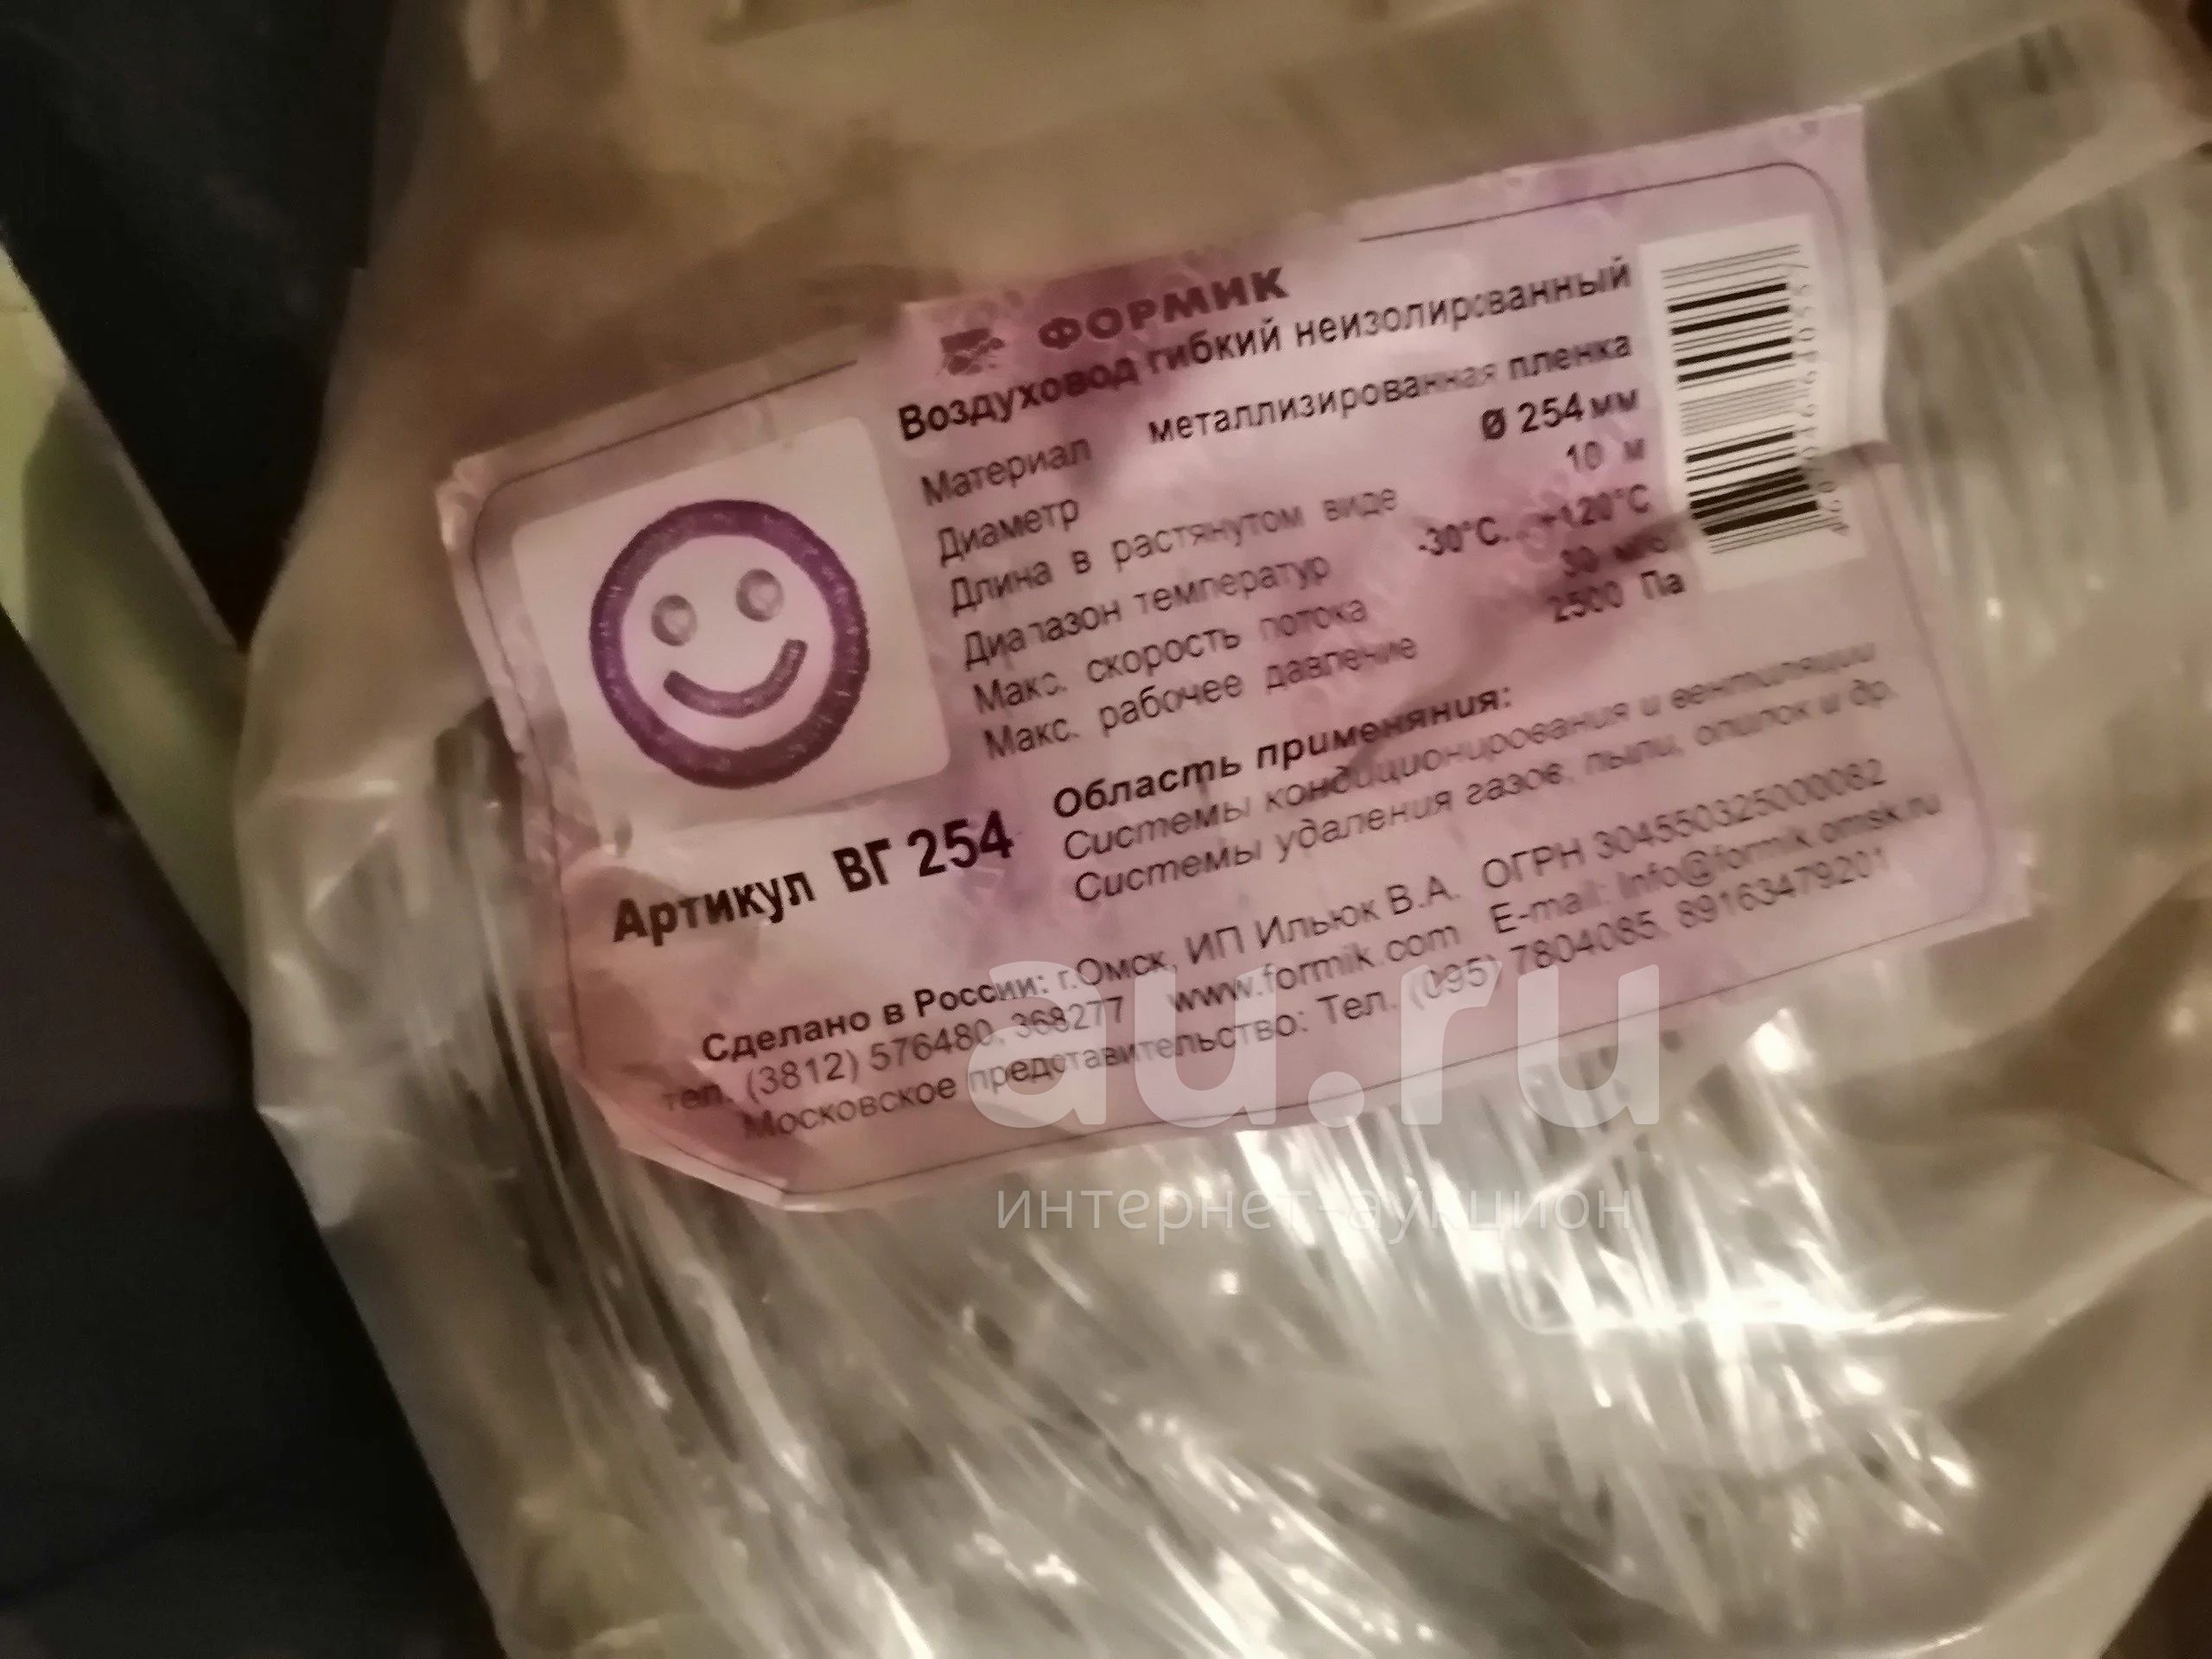 ФОРМИК
Воздуховод гибкий неизолированный
Материал металлизированная пленка
Диаметр Ø 254 мм
Длина в растянутом виде 10 м
Диапазон температур -30°С...+120°С
Макс. скорость потока 30 м/с
Макс. рабочее давление 2500 Па
Артикул ВГ 254
Область применяния:
Системы кондиционирования и вентиляции
Системы удаления газов, пыли, опилок и др.
Сделано в России: г.Омск, ИП Ильюк В.А. ОГРН 304550325000082
тел. (3812) 576480, 368277 www.formik.com E-mail: Info@formik.omsk.ru
Московское представительство: Тел. (095) 7804085, 89163479201
au.ru
интернет-аукцион